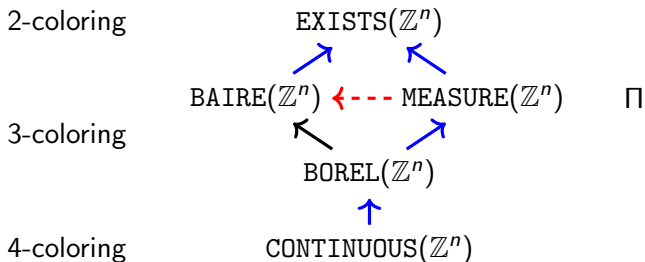 2-coloring EXISTS(ℤⁿ)
BAIRE(ℤⁿ) MEASURE(ℤⁿ) Π
3-coloring
BOREL(ℤⁿ)
4-coloring CONTINUOUS(ℤⁿ)